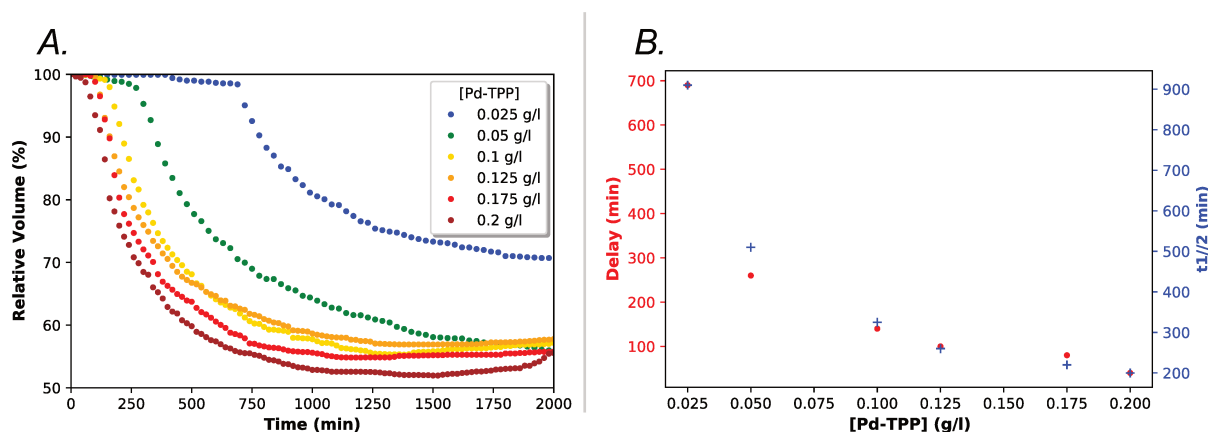 A.
100
90
80
70
60
50
Relative Volume (%)
0 250 500 750 1000 1250 1500 1750 2000
Time (min)
[Pd-TPP]
0.025 g/l
0.05 g/l
0.1 g/l
0.125 g/l
0.175 g/l
0.2 g/l
B.
700
600
500
400
300
200
100
Delay (min)
900
800
700
600
500
400
300
200
t1//2 (min)
0.025 0.050 0.075 0.100 0.125 0.150 0.175 0.200
[Pd-TPP] (g/l)